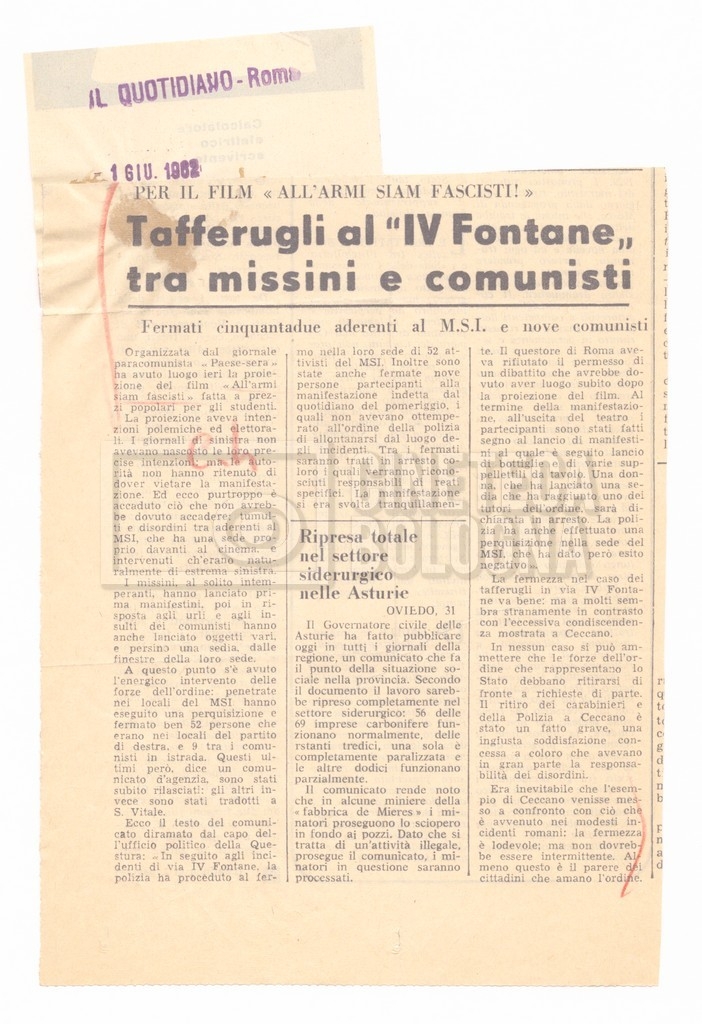 IL QUOTIDIANO - Roma
1 GIU. 1962
PER IL FILM « ALL'ARMI SIAM FASCISTI! »
Tafferugli al "IV Fontane„
tra missini e comunisti
Fermati cinquantadue aderenti al M.S.I. e nove comunisti
Organizzata dal giornale
paracomunista « Paese-sera »
ha avuto luogo ieri la proie-
zione del film « All'armi
siam fascisti » fatta a prez-
zi popolari per gli studenti.
La proiezione aveva inten-
zioni polemiche ed elettora-
li. I giornali di sinistra non
avevano nascosto le loro pre-
cise intenzioni ma le autorità
rità non hanno ritenuto di
dover vietare la manifesta-
zione. Ed ecco purtroppo è
accaduto ciò che non avreb-
be dovuto accadere: tumul-
ti e disordini tra aderenti al
MSI, che ha una sede pro-
prio davanti al cinema, e
intervenuti ch'erano natu-
ralmente di estrema sinistra.
I missini, al solito intem-
peranti, hanno lanciato pri-
ma manifestini, poi in ri-
sposta agli urli e agli in-
sulti dei comunisti hanno
anche lanciato oggetti vari,
e persino una sedia, dalle
finestre della loro sede.
A questo punto s'è avuto
l'energico intervento delle
forze dell'ordine: penetrate
nei locali del MSI hanno
eseguito una perquisizione e
fermato ben 52 persone che
erano nei locali del partito
di destra, e 9 tra i comu-
nisti in istrada. Questi ul-
timi però, dice un comuni-
cato d'agenzia, sono stati
subito rilasciati: gli altri in-
vece sono stati tradotti a
S. Vitale.
Ecco il testo del comuni-
cato diramato dal capo del-
l'ufficio politico della Que-
stura: « In seguito agli inci-
denti di via IV Fontane, la
polizia ha proceduto al fer-
mo nella loro sede di 52 at-
tivisti del MSI. Inoltre sono
state anche fermate nove
persone partecipanti alla
manifestazione indetta dal
quotidiano del pomeriggio, i
quali non avevano ottempe-
rato all'ordine della polizia
di allontanarsi dal luogo de-
gli incidenti. Tra i fermati
saranno tratti in arresto co-
loro i quali verranno ricono-
sciuti responsabili di reati
specifici. La manifestazione
si era svolta tranquillamen-
te. Il questore di Roma ave-
va rifiutato il permesso di
un dibattito che avrebbe do-
vuto aver luogo subito dopo
la proiezione del film. Al
termine della manifestazio-
ne, all'uscita del teatro i
partecipanti sono stati fatti
segno al lancio di manifesti-
ni al quale è seguito lancio
di bottiglie e di varie sup-
pellettili da tavolo. Una don-
na, che ha lanciato una se-
dia e che ha ferito uno dei
tutori dell'ordine, sarà di-
chiarata in arresto. La poli-
zia ha anche effettuato una
perquisizione nella sede del
MSI, che ha dato però esito
negativo ».
La fermezza nel caso dei
tafferugli in via IV Fonta-
ne va bene: ma a molti sem-
bra stranamente in contrasto
con l'eccessiva condiscenden-
za mostrata a Ceccano.
In nessun caso si può am-
mettere che le forze dell'or-
dine che rappresentano lo
Stato debbano ritirarsi di
fronte a richieste di parte.
Il ritiro dei carabinieri e
della Polizia a Ceccano è
stato un fatto grave, una
ingiusta soddisfazione con-
cessa a coloro che avevano
in gran parte la responsa-
bilità dei disordini.
Era inevitabile che l'esem-
pio di Ceccano venisse mes-
so a confronto con ciò che
è avvenuto nei modesti in-
cidenti romani: la fermezza
è lodevole; ma non dovreb-
be essere intermittente. Al-
meno questo è il parere dei
cittadini che amano l'ordine.
Ripresa totale
nel settore
siderurgico
nelle Asturie
OVIEDO, 31
Il Governatore civile delle
Asturie ha fatto pubblicare
oggi in tutti i giornali della
regione, un comunicato che fa
il punto della situazione so-
ciale nella provincia. Secondo
il documento il lavoro sareb-
be ripreso completamente nel
settore siderurgico: 56 delle
69 imprese carbonifere fun-
zionano normalmente, delle
rstanti tredici, una sola è
completamente paralizzata e
le altre dodici funzionano
parzialmente.
Il comunicato rende noto
che in alcune miniere della
« fabbrica de Mieres » i mi-
natori proseguono lo sciopero
in fondo ai pozzi. Dato che si
tratta di un'attività illegale,
prosegue il comunicato, i mi-
natori in questione saranno
processati.
ch
BIBLIOTECA
BOLOGNA